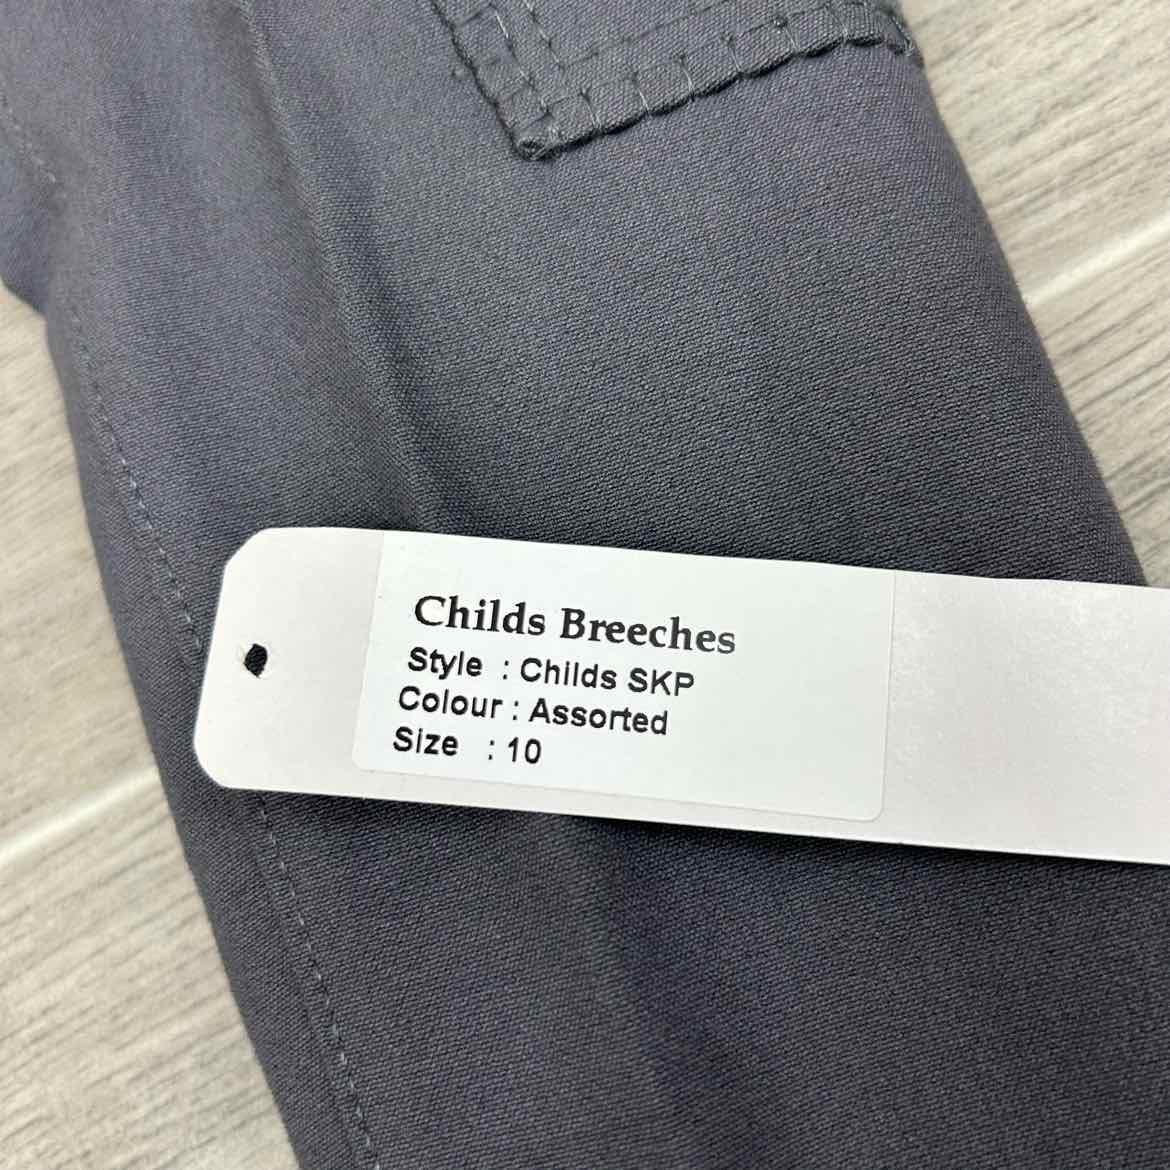 Childs Breeches
Style : Childs SKP
Colour : Assorted
Size : 10